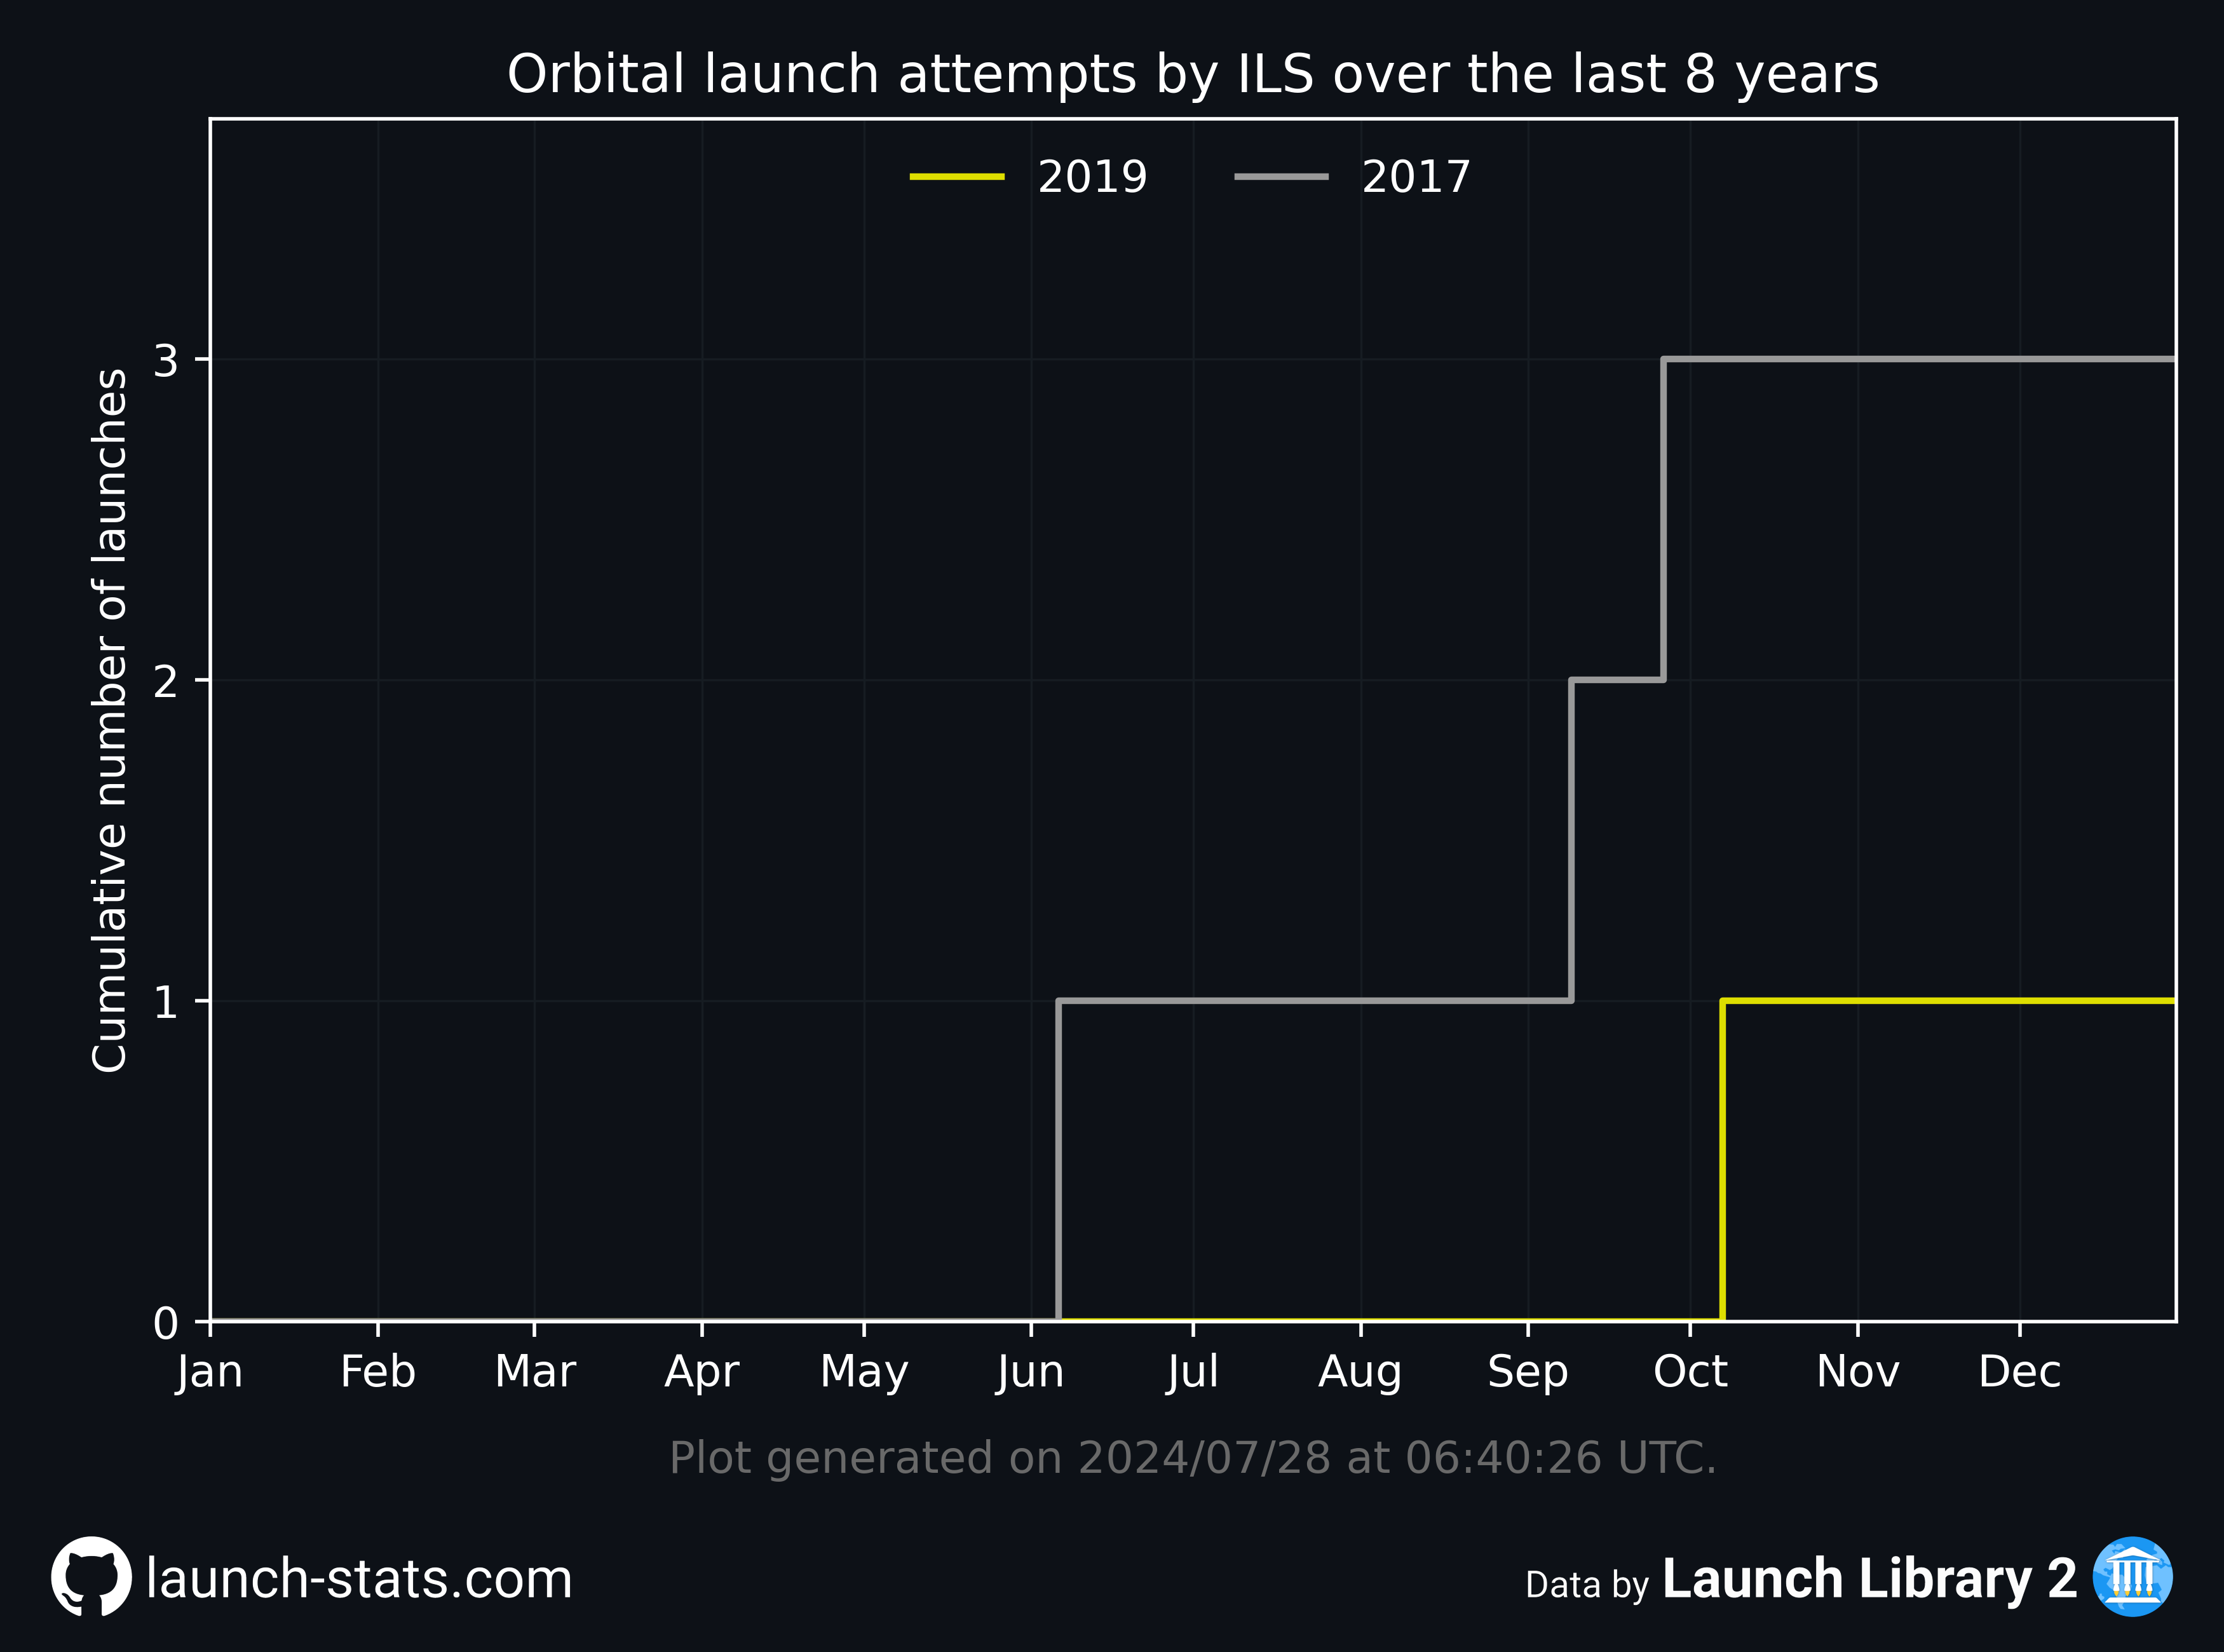 Orbital launch attempts by ILS over the last 8 years
2019 2017
Cumulative number of launches
3
2
1
0
Jan Feb Mar Apr May Jun Jul Aug Sep Oct Nov Dec
Plot generated on 2024/07/28 at 06:40:26 UTC.
launch-stats.com
Data by Launch Library 2